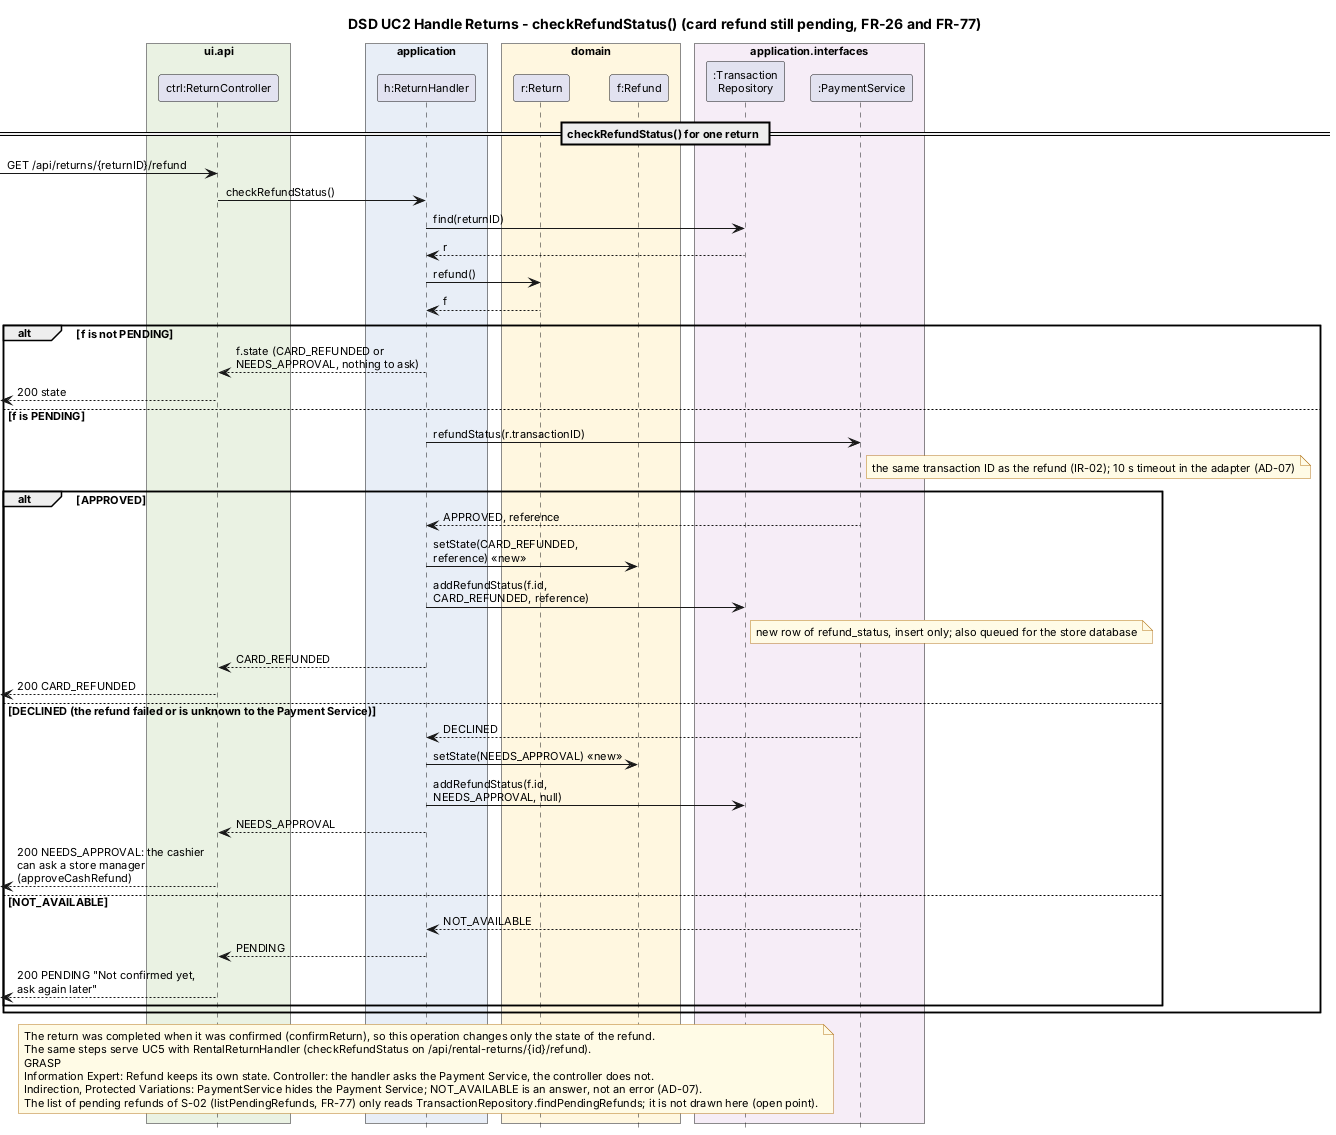 DSD UC2 Handle Returns - checkRefundStatus() (card refund still pending, FR-26 and FR-77)
ui.api
application
domain
application.interfaces
ctrl:ReturnController
h:ReturnHandler
r:Return
f:Refund
:Transaction
Repository
:PaymentService
checkRefundStatus() for one return
GET /api/returns/{returnID}/refund
checkRefundStatus()
find(returnID)
r
refund()
f
alt
[f is not PENDING]
f.state (CARD_REFUNDED or
NEEDS_APPROVAL, nothing to ask)
200 state
[f is PENDING]
refundStatus(r.transactionID)
the same transaction ID as the refund (IR-02); 10 s timeout in the adapter (AD-07)
alt
[APPROVED]
APPROVED, reference
setState(CARD_REFUNDED,
reference) «new»
addRefundStatus(f.id,
CARD_REFUNDED, reference)
new row of refund_status, insert only; also queued for the store database
CARD_REFUNDED
200 CARD_REFUNDED
[DECLINED (the refund failed or is unknown to the Payment Service)]
DECLINED
setState(NEEDS_APPROVAL) «new»
addRefundStatus(f.id,
NEEDS_APPROVAL, null)
NEEDS_APPROVAL
200 NEEDS_APPROVAL: the cashier
can ask a store manager
(approveCashRefund)
[NOT_AVAILABLE]
NOT_AVAILABLE
PENDING
200 PENDING "Not confirmed yet,
ask again later"
The return was completed when it was confirmed (confirmReturn), so this operation changes only the state of the refund.
The same steps serve UC5 with RentalReturnHandler (checkRefundStatus on /api/rental-returns/{id}/refund).
GRASP
Information Expert: Refund keeps its own state. Controller: the handler asks the Payment Service, the controller does not.
Indirection, Protected Variations: PaymentService hides the Payment Service; NOT_AVAILABLE is an answer, not an error (AD-07).
The list of pending refunds of S-02 (listPendingRefunds, FR-77) only reads TransactionRepository.findPendingRefunds; it is not drawn here (open point).